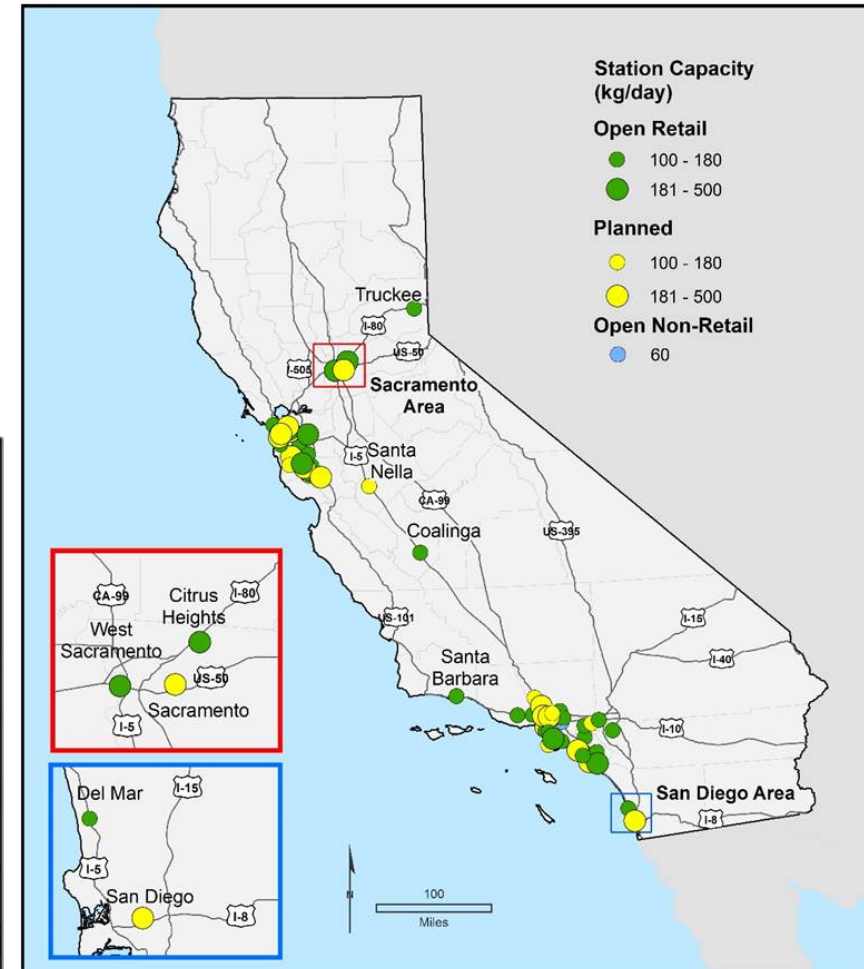 Station Capacity
(kg/day)
Open Retail
100 - 180
181 - 500
Planned
100 - 180
181 - 500
Open Non-Retail
60
Truckee
I-80
US-50
I-505
Sacramento
Area
I-5
Santa
Nella
CA-99
Coalinga
US-395
US-101
I-15
I-40
Santa
Barbara
I-10
San Diego Area
I-8
CA-99
Citrus
Heights
I-80
West
Sacramento
US-50
Sacramento
I-5
Del Mar
I-15
I-5
San Diego
I-8
N
100
Miles